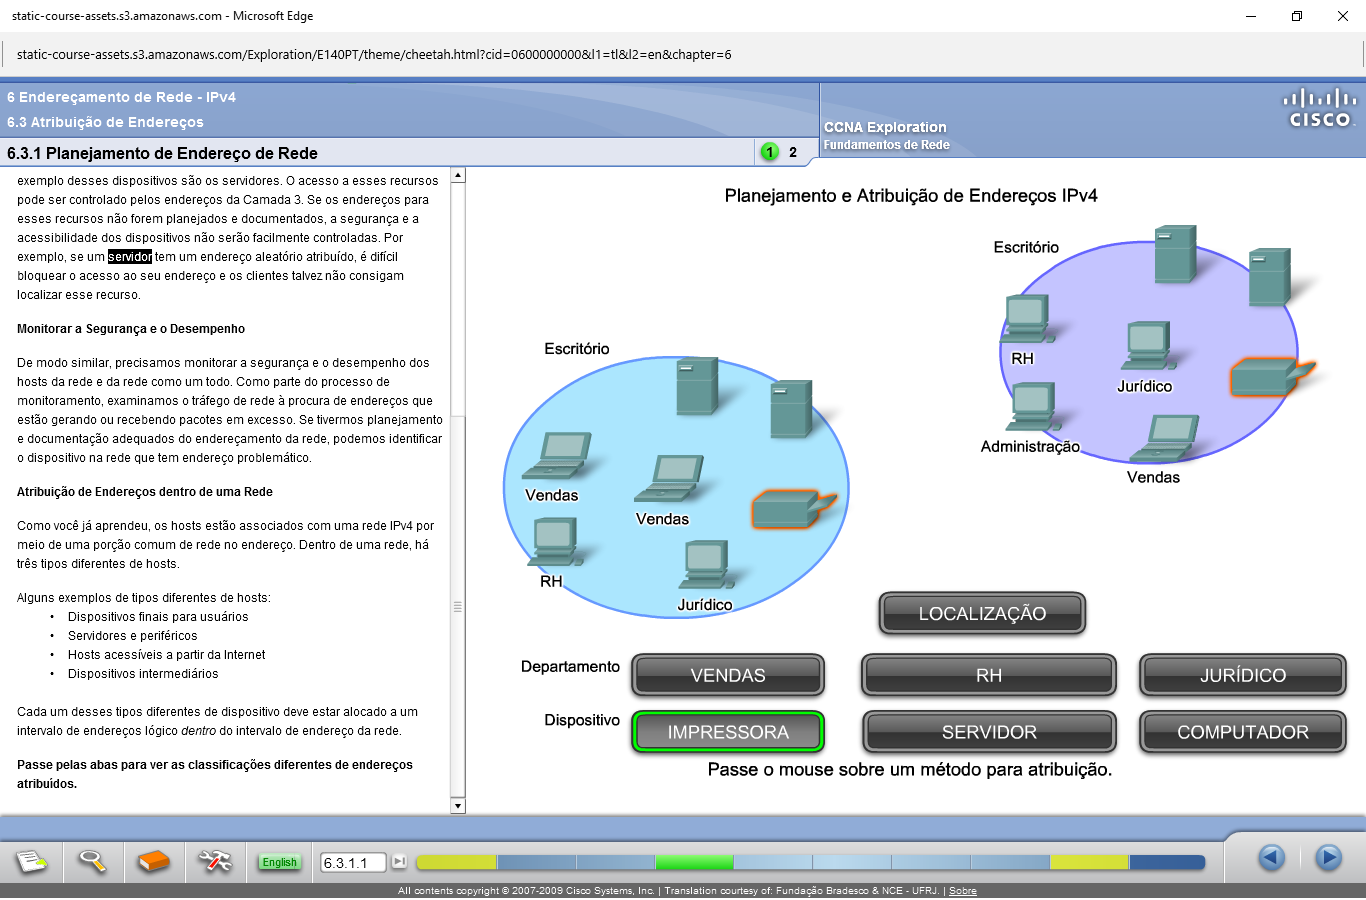 static-course-assets.s3.amazonaws.com - Microsoft Edge
static-course-assets.s3.amazonaws.com/Exploration/E140PT/theme/cheetah.html?cid=0600000000&l1=tl&l2=en&chapter=6
6 Endereçamento de Rede - IPv4
6.3 Atribuição de Endereços
CISCO
CCNA Exploration
Fundamentos de Rede
6.3.1 Planejamento de Endereço de Rede
1 2
exemplo desses dispositivos são os servidores. O acesso a esses recursos
pode ser controlado pelos endereços da Camada 3. Se os endereços para
esses recursos não forem planejados e documentados, a segurança e a
acessibilidade dos dispositivos não serão facilmente controladas. Por
exemplo, se um servidor tem um endereço aleatório atribuído, é difícil
bloquear o acesso ao seu endereço e os clientes talvez não consigam
localizar esse recurso.
Monitorar a Segurança e o Desempenho
De modo similar, precisamos monitorar a segurança e o desempenho dos
hosts da rede e da rede como um todo. Como parte do processo de
monitoramento, examinamos o tráfego de rede à procura de endereços que
estão gerando ou recebendo pacotes em excesso. Se tivermos planejamento
e documentação adequados do endereçamento da rede, podemos identificar
o dispositivo na rede que tem endereço problemático.
Atribuição de Endereços dentro de uma Rede
Como você já aprendeu, os hosts estão associados com uma rede IPv4 por
meio de uma porção comum de rede no endereço. Dentro de uma rede, há
três tipos diferentes de hosts.
Alguns exemplos de tipos diferentes de hosts:
• Dispositivos finais para usuários
• Servidores e periféricos
• Hosts acessíveis a partir da Internet
• Dispositivos intermediários
Cada um desses tipos diferentes de dispositivo deve estar alocado a um
intervalo de endereços lógico dentro do intervalo de endereço da rede.
Passe pelas abas para ver as classificações diferentes de endereços
atribuídos.
Planejamento e Atribuição de Endereços IPv4
Escritório
RH
Jurídico
Administração
Vendas
Escritório
Vendas
Vendas
RH
Jurídico
LOCALIZAÇÃO
Departamento VENDAS RH JURÍDICO
Dispositivo IMPRESSORA SERVIDOR COMPUTADOR
Passe o mouse sobre um método para atribuição.
English 6.3.1.1
All contents copyright © 2007-2009 Cisco Systems, Inc. | Translation courtesy of: Fundação Bradesco & NCE - UFRJ. | Sobre